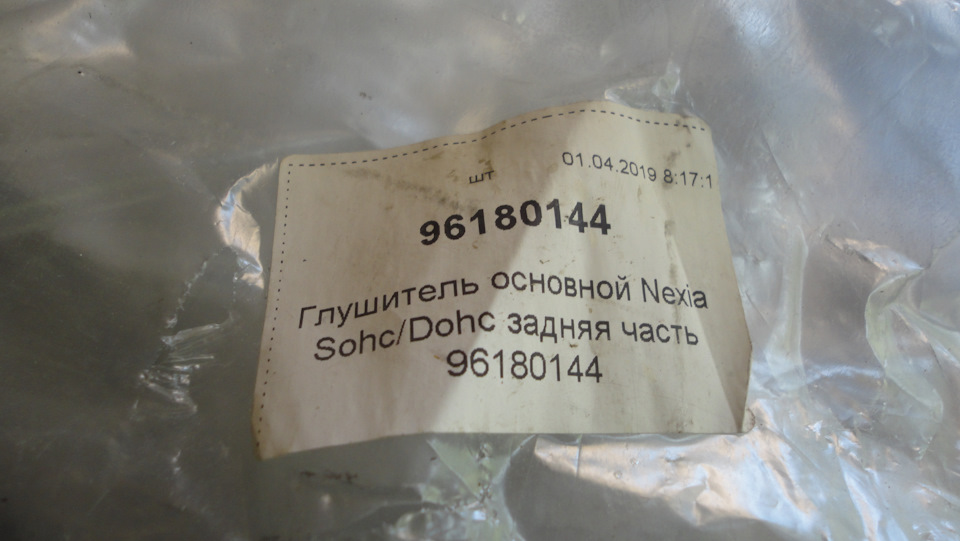 01.04.2019 8:17:1
шт
96180144
Глушитель основной Nexia
Sohc/Dohc задняя часть
96180144